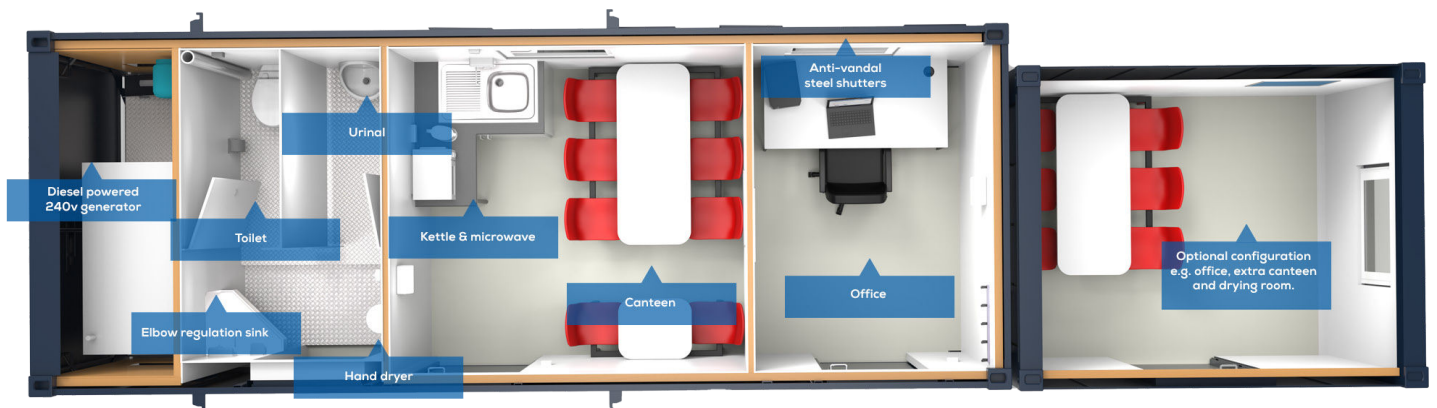 Diesel powered
240v generator
Toilet
Elbow regulation sink
Urinal
Hand dryer
Kettle & microwave
Canteen
Anti-vandal
steel shutters
Office
Optional configuration
e.g. office, extra canteen
and drying room.